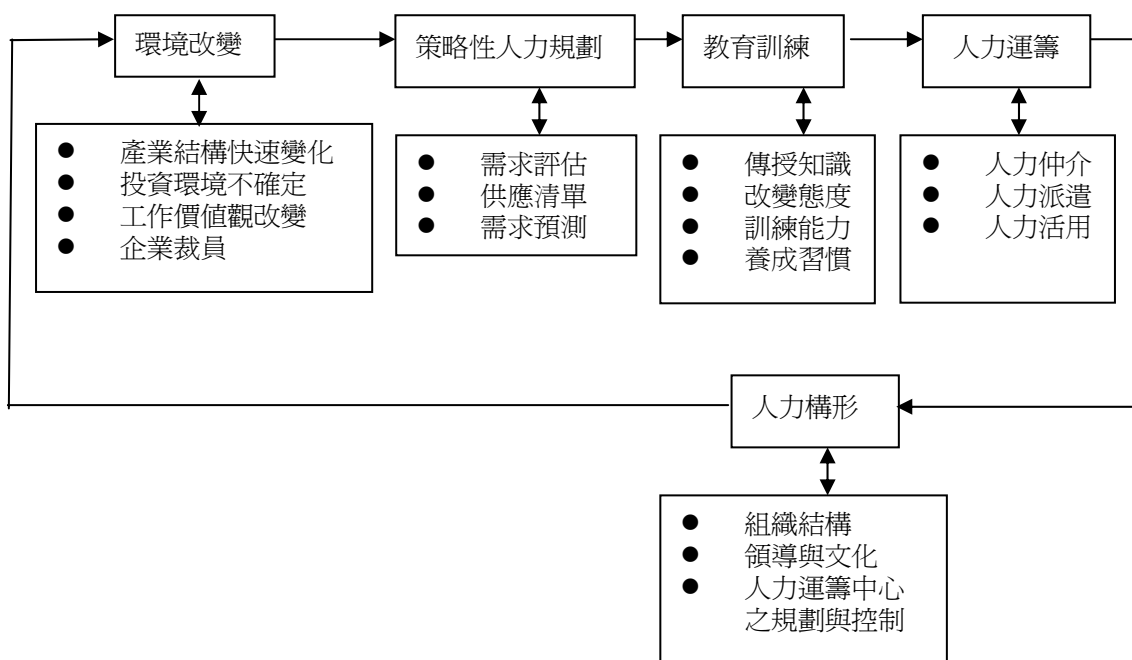 環境改變
策略性人力規劃
教育訓練
人力運籌
● 產業結構快速變化
● 投資環境不確定
● 工作價值觀改變
● 企業裁員
● 需求評估
● 供應清單
● 需求預測
● 傳授知識
● 改變態度
● 訓練能力
● 養成習慣
● 人力仲介
● 人力派遣
● 人力活用
人力構形
● 組織結構
● 領導與文化
● 人力運籌中心
之規劃與控制